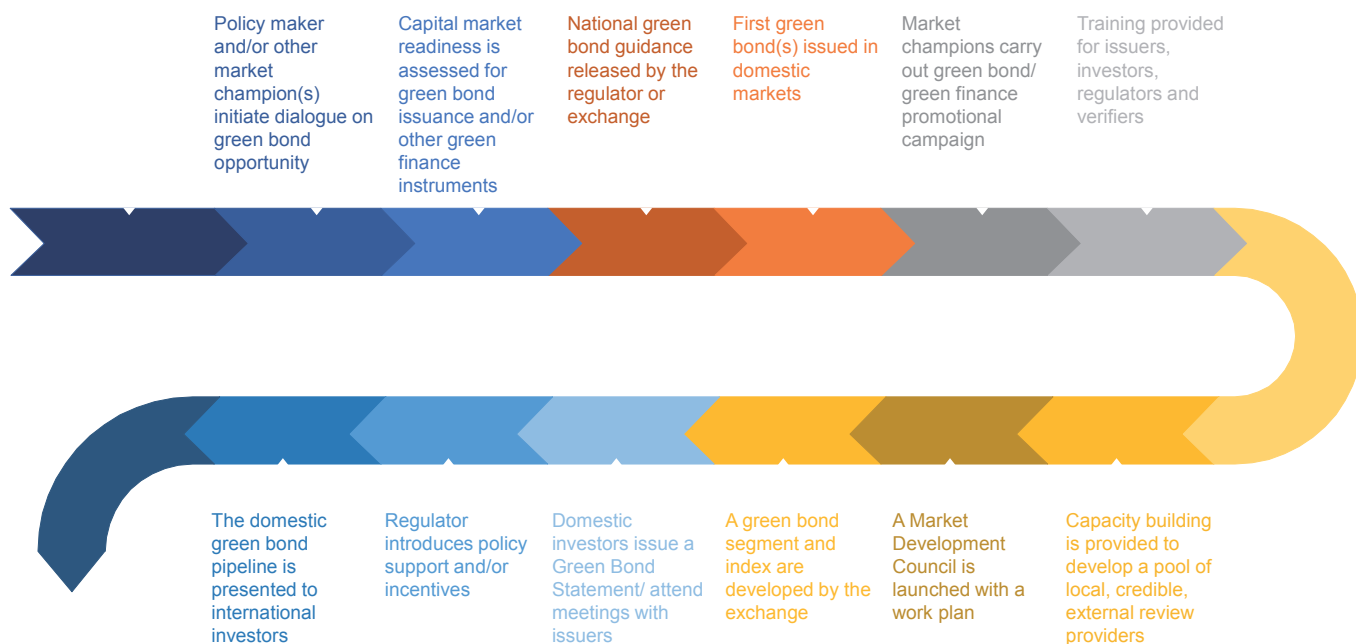 Policy maker
and/or other
market
champion(s)
initiate dialogue on
green bond
opportunity
Capital market
readiness is
assessed for
green bond
issuance and/or
other green
finance
instruments
National green
bond guidance
released by the
regulator or
exchange
First green
bond(s) issued in
domestic
markets
Market
champions carry
out green bond/
green finance
promotional
campaign
Training provided
for issuers,
investors,
regulators and
verifiers
The domestic
green bond
pipeline is
presented to
international
investors
Regulator
introduces policy
support and/or
incentives
Domestic
investors issue a
Green Bond
Statement/ attend
meetings with
issuers
A green bond
segment and
index are
developed by the
exchange
A Market
Development
Council is
launched with a
work plan
Capacity building
is provided to
develop a pool of
local, credible,
external review
providers